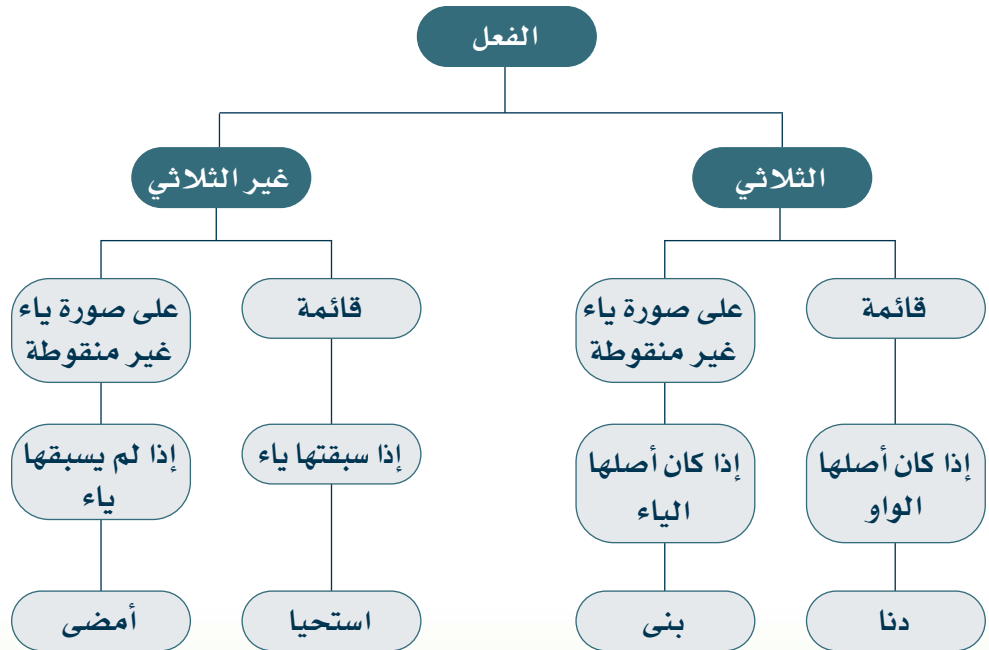 الفعل
الثلاثي
غير الثلاثي
قائمة
على صورة ياء
غير منقوطة
قائمة
على صورة ياء
غير منقوطة
إذا كان أصلها
الواو
إذا كان أصلها
الياء
إذا سبقتها ياء
إذا لم يسبقها
ياء
دنا
بنى
استحيا
أمضى